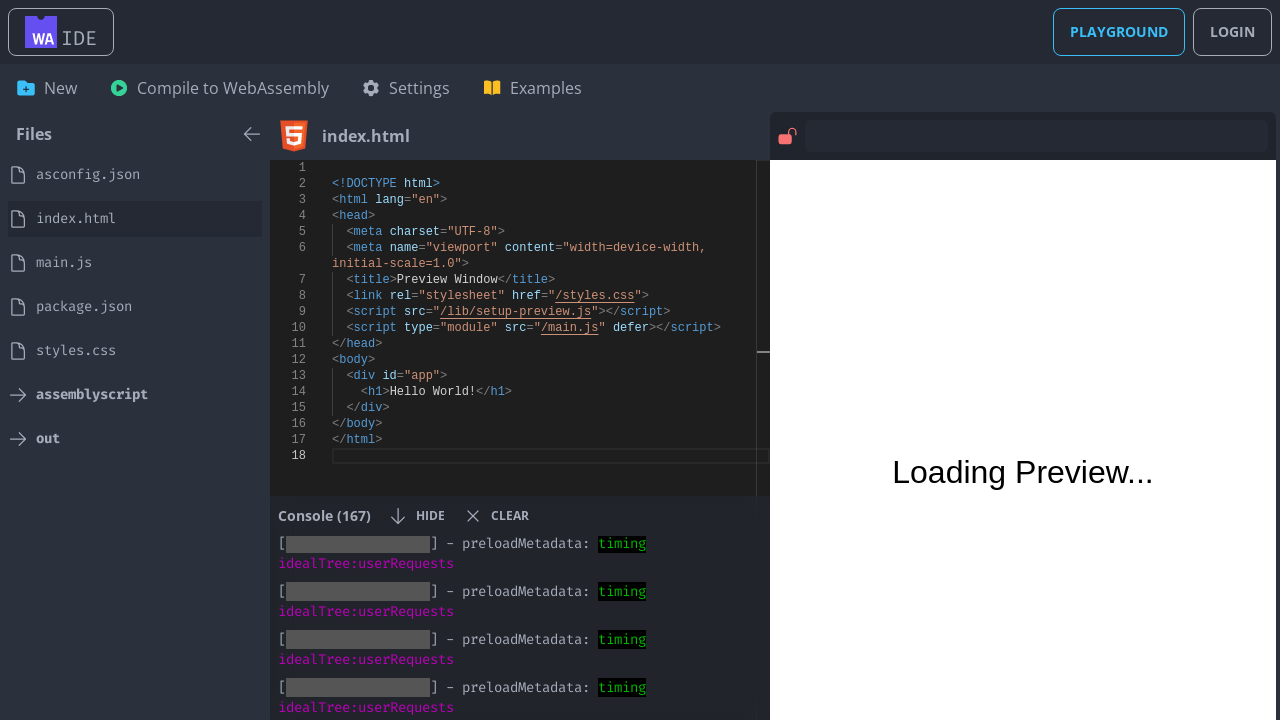 WA IDE
PLAYGROUND
LOGIN
New
Compile to WebAssembly
Settings
Examples
Files
asconfig.json
index.html
main.js
package.json
styles.css
assemblyscript
out
index.html
1
2 <!DOCTYPE html>
3 <html lang="en">
4 <head>
5 <meta charset="UTF-8">
6 <meta name="viewport" content="width=device-width,
initial-scale=1.0">
7 <title>Preview Window</title>
8 <link rel="stylesheet" href="/styles.css">
9 <script src="/lib/setup-preview.js"></script>
10 <script type="module" src="/main.js" defer></script>
11 </head>
12 <body>
13 <div id="app">
14 <h1>Hello World!</h1>
15 </div>
16 </body>
17 </html>
18
Console (167)
HIDE
CLEAR
[ ] - preloadMetadata: timing
idealTree:userRequests
[ ] - preloadMetadata: timing
idealTree:userRequests
[ ] - preloadMetadata: timing
idealTree:userRequests
[ ] - preloadMetadata: timing
idealTree:userRequests
Loading Preview...